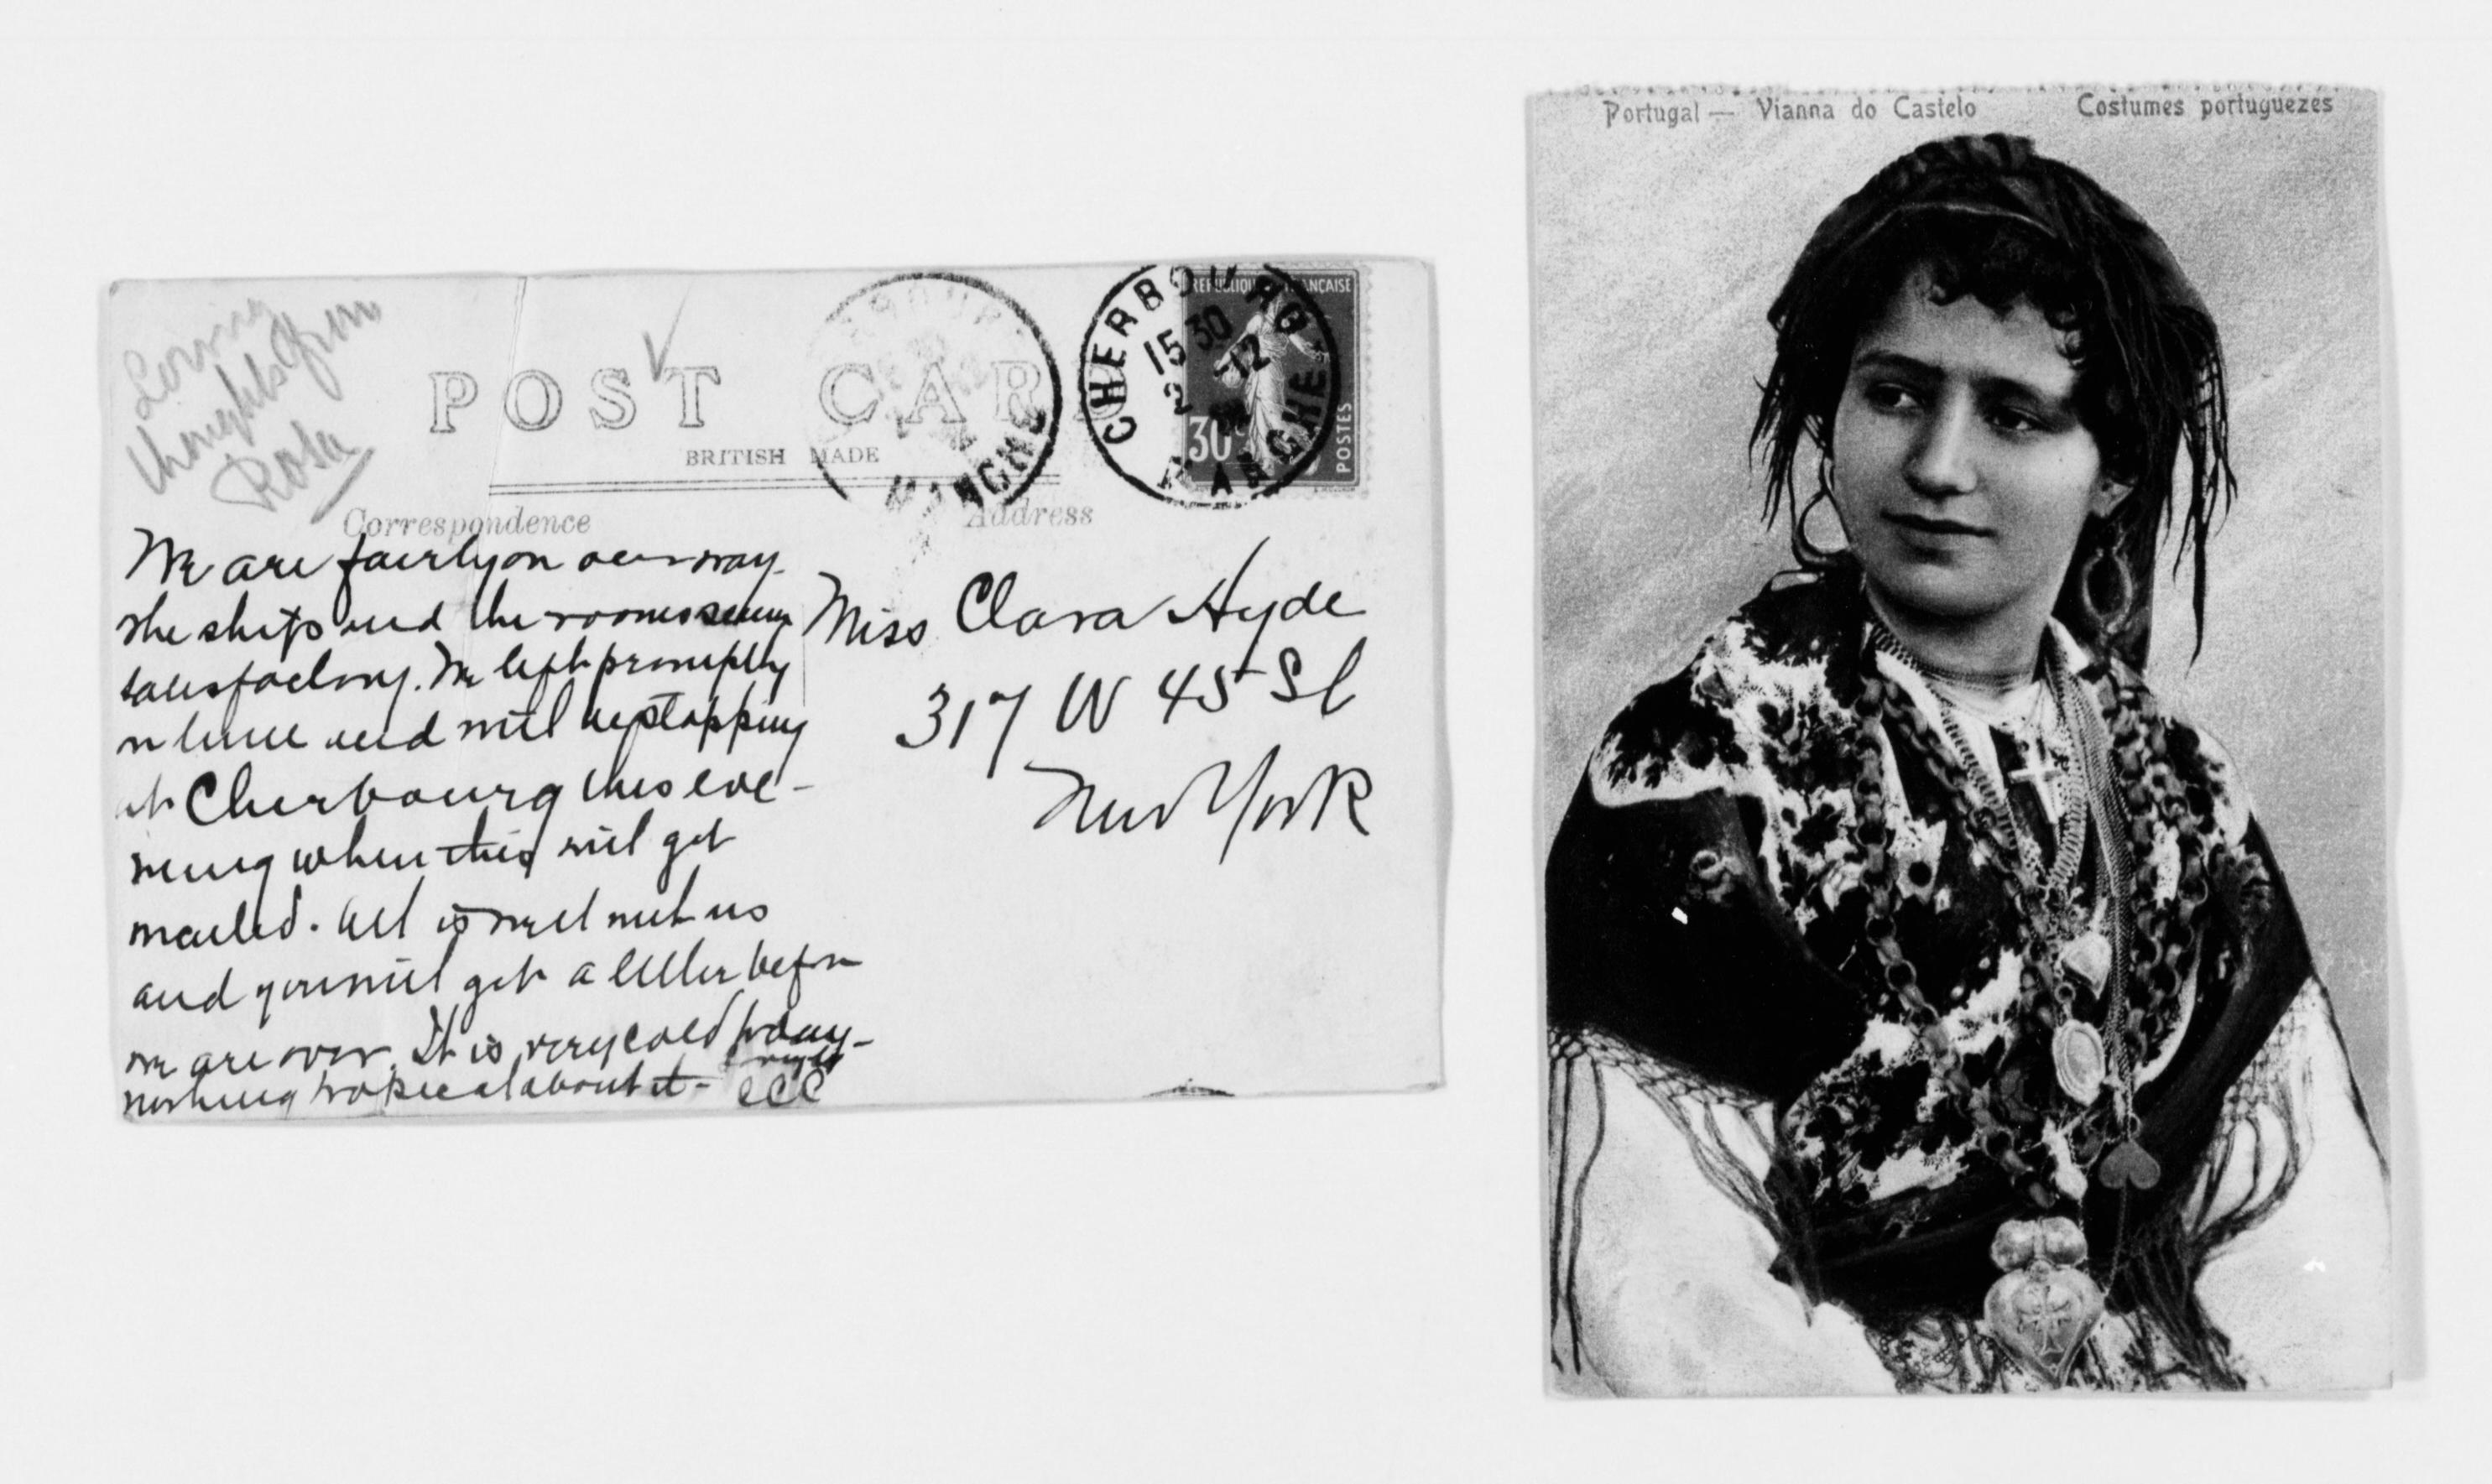 Loving
thoughts from
Rosa
POST CARD
BRITISH MADE
CHERBOURG
15 30
2 -12
MANCHE
REPUBLIQUE FRANÇAISE
30c
POSTES
Correspondence
Address
We are fairly on our way.
The ship and the rooms seem
satisfactory. We left promptly
on time and will be stopping
at Cherbourg this eve-
ning when this will get
mailed. All is well with us
and you will get a letter before
we are over. It is very cold today-
nothing tropical about it- CCC
Miss Clara Hyde
317 W 45 St
New York
Portugal — Vianna do Castelo Costumes portuguezes